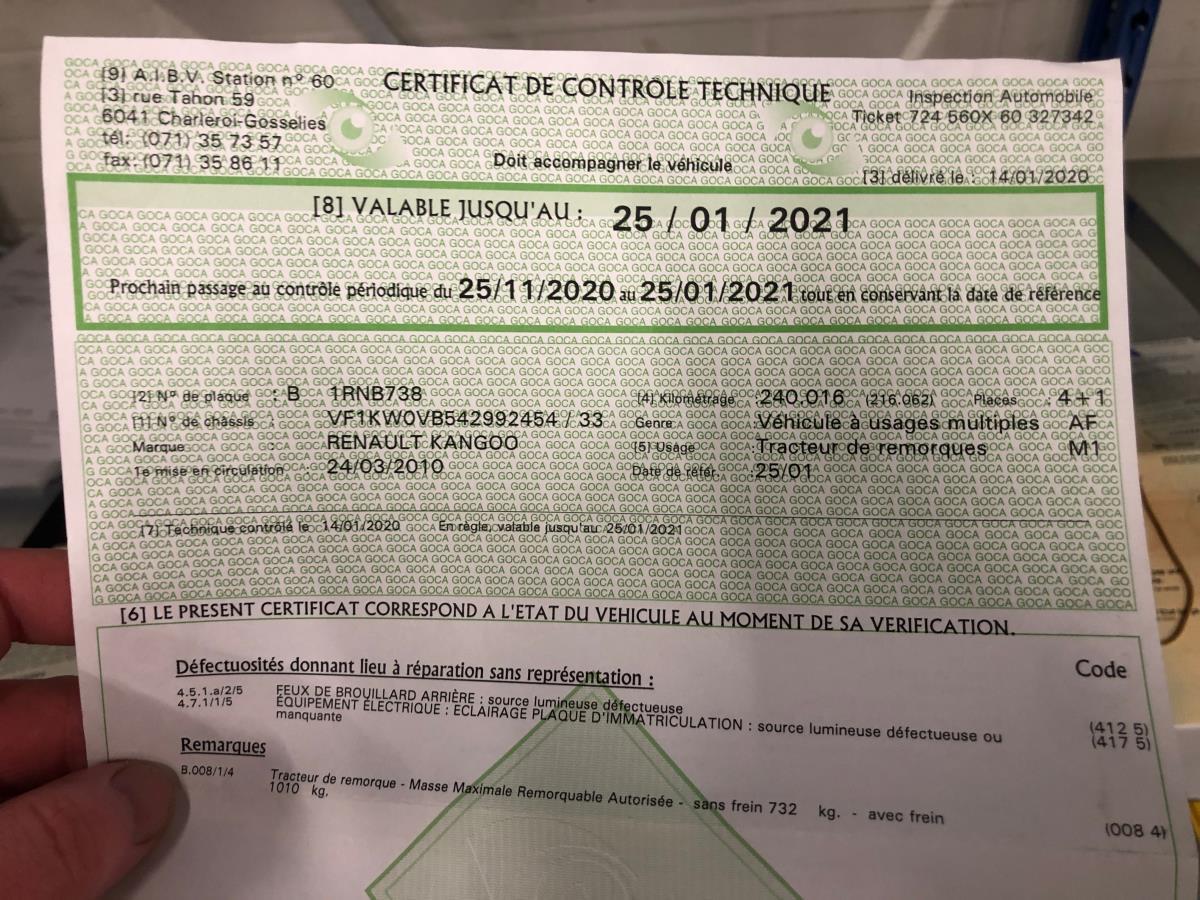 [9] A.I.B.V. Station n° 60
[3] rue Tahon 59
6041 Charleroi-Gosselies
tél: (071) 35 73 57
fax: (071) 35 86 11
CERTIFICAT DE CONTRÔLE TECHNIQUE
Doit accompagner le véhicule
Inspection Automobile
Ticket 724 560X 60 327342
[3] délivré le : 14/01/2020
[8] VALABLE JUSQU'AU : 25 / 01 / 2021
Prochain passage au contrôle périodique du 25/11/2020 au 25/01/2021 tout en conservant la date de référence
[2] N° de plaque : B 1RNB738 [4] Kilométrage :240.016 (216.062) Places : 4+1
[1] N° de châssis : VF1KW0VB542992454 / 33 Genre :Véhicule à usages multiples AF
Marque : RENAULT KANGOO [5] Usage :Tracteur de remorques M1
1e mise en circulation :24/03/2010 Date de référ. :25/01
[7] Technique contrôlé le 14/01/2020 En règle, valable jusqu'au 25/01/2021
[6] LE PRESENT CERTIFICAT CORRESPOND A L'ETAT DU VEHICULE AU MOMENT DE SA VERIFICATION.
Défectuosités donnant lieu à réparation sans représentation : Code
4.5.1.a/2/5 FEUX DE BROUILLARD ARRIÈRE : source lumineuse défectueuse (412 5)
4.7.1/1/5 ÉQUIPEMENT ÉLECTRIQUE : ECLAIRAGE PLAQUE D'IMMATRICULATION : source lumineuse défectueuse ou (417 5)
manquante
Remarques
B.008/1/4 Tracteur de remorque - Masse Maximale Remorquable Autorisée - sans frein 732 kg. - avec frein
1010 kg. (008 4)